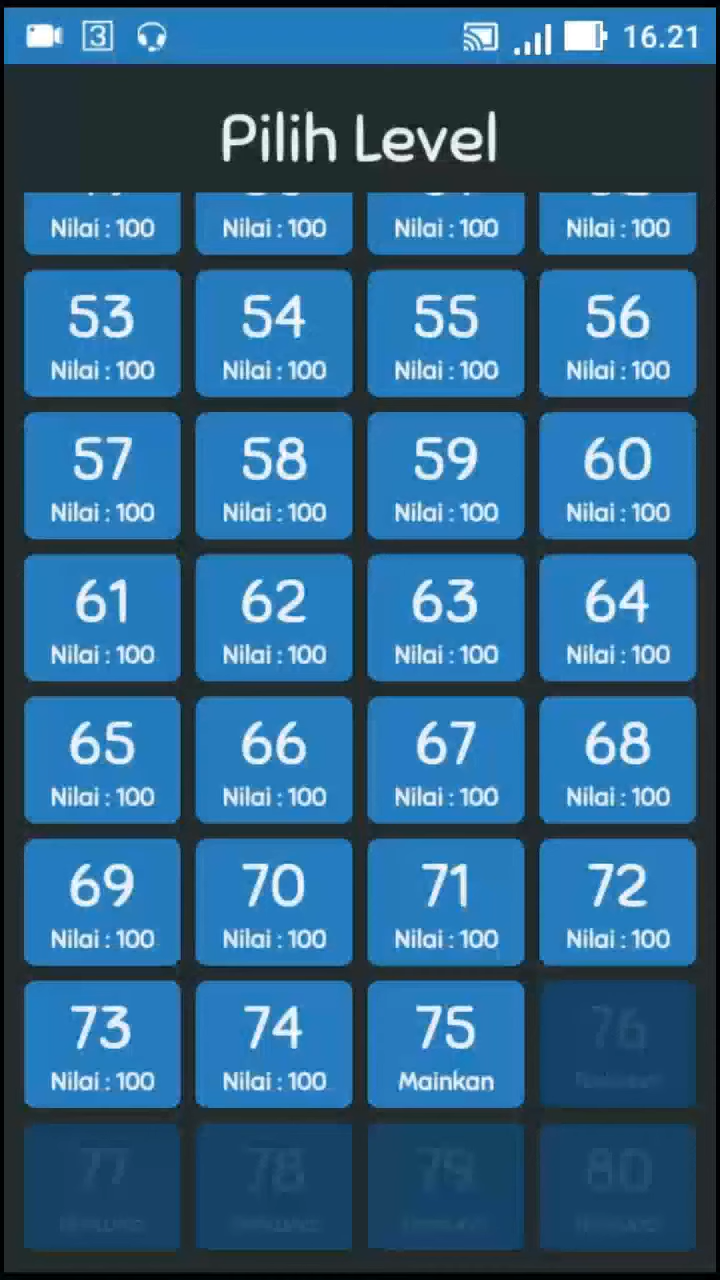 3 16.21
Pilih Level
Nilai : 100 Nilai : 100 Nilai : 100 Nilai : 100
53 54 55 56
Nilai : 100 Nilai : 100 Nilai : 100 Nilai : 100
57 58 59 60
Nilai : 100 Nilai : 100 Nilai : 100 Nilai : 100
61 62 63 64
Nilai : 100 Nilai : 100 Nilai : 100 Nilai : 100
65 66 67 68
Nilai : 100 Nilai : 100 Nilai : 100 Nilai : 100
69 70 71 72
Nilai : 100 Nilai : 100 Nilai : 100 Nilai : 100
73 74 75 76
Nilai : 100 Nilai : 100 Mainkan
77 78 79 80